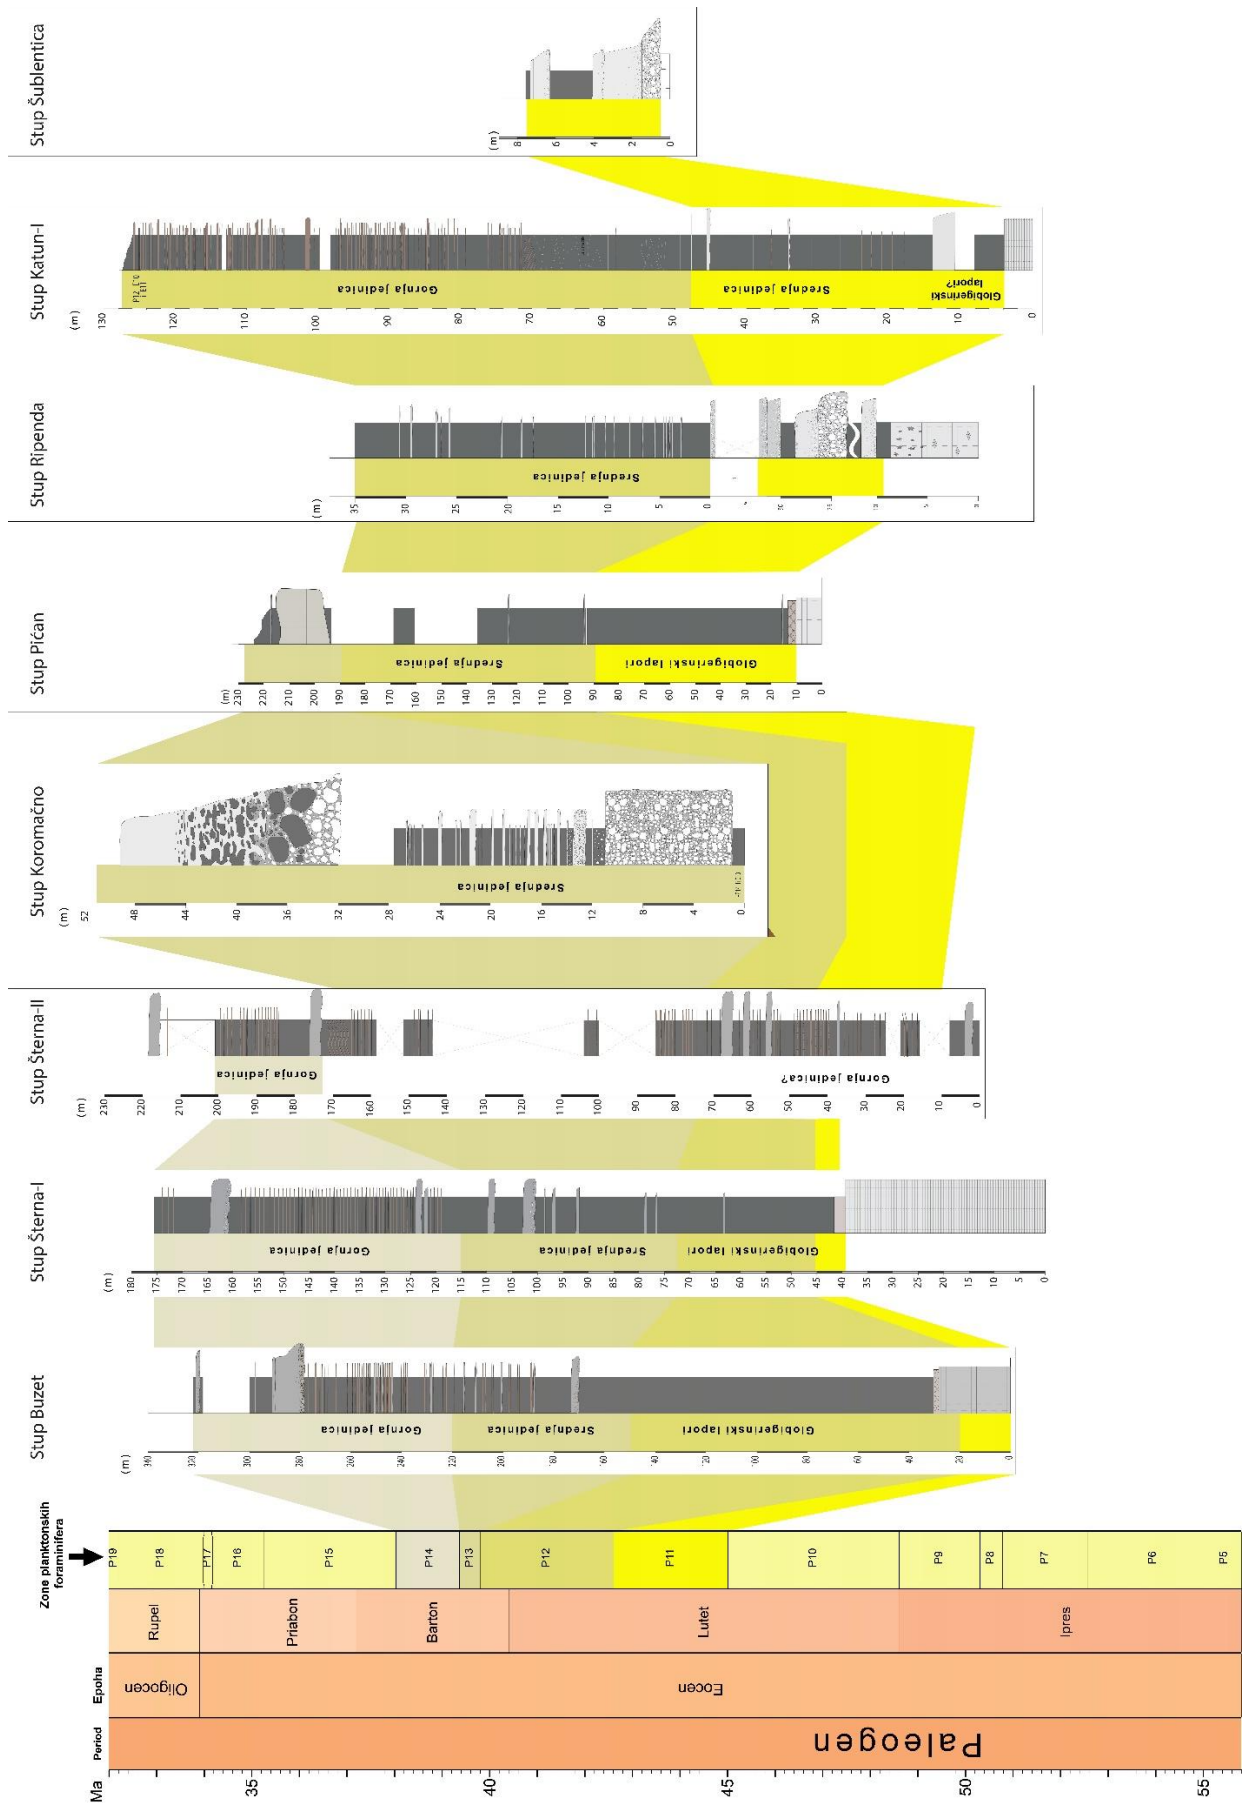 Ma
35
40
45
50
55
Period
Paleogen
Epoha
Oligocen
Eocen
Rupel
Priabon
Barton
Lutet
Ipres
Zone planktonskih
foraminifera
P19
P18
P17
P16
P15
P14
P13
P12
P11
P10
P9
P8
P7
P6
P5
Stup Buzet
(m)
340
320
300
280
260
240
220
200
180
160
140
120
100
80
60
40
20
0
Gornja jedinica
Srednja jedinica
Globigerinski lapori
Stup Šterna-I
(m)
180
175
170
165
160
155
150
145
140
135
130
125
120
115
110
105
100
95
90
85
80
75
70
65
60
55
50
45
40
35
30
25
20
15
10
5
0
Gornja jedinica
Srednja jedinica
Globigerinski lapori
Stup Šterna-II
(m)
230
220
210
200
190
180
170
160
150
140
130
120
110
100
90
80
70
60
50
40
30
20
10
0
Gornja jedinica
Gornja jedinica?
Stup Koromačno
(m)
52
48
44
40
36
32
28
24
20
16
12
8
4
0
Srednja jedinica
Stup Pićan
(m)
230
220
210
200
190
180
170
160
150
140
130
120
110
100
90
80
70
60
50
40
30
20
10
0
Srednja jedinica
Globigerinski lapori
Stup Ripenda
(m)
35
30
25
20
15
10
5
0
Srednja jedinica
Stup Katun-I
(m)
130
120
110
100
90
80
70
60
50
40
30
20
10
0
P12 E10
i E11
Gornja jedinica
Srednja jedinica
Globigerinski
lapori?
Stup Šublentica
(m)
8
6
4
2
0